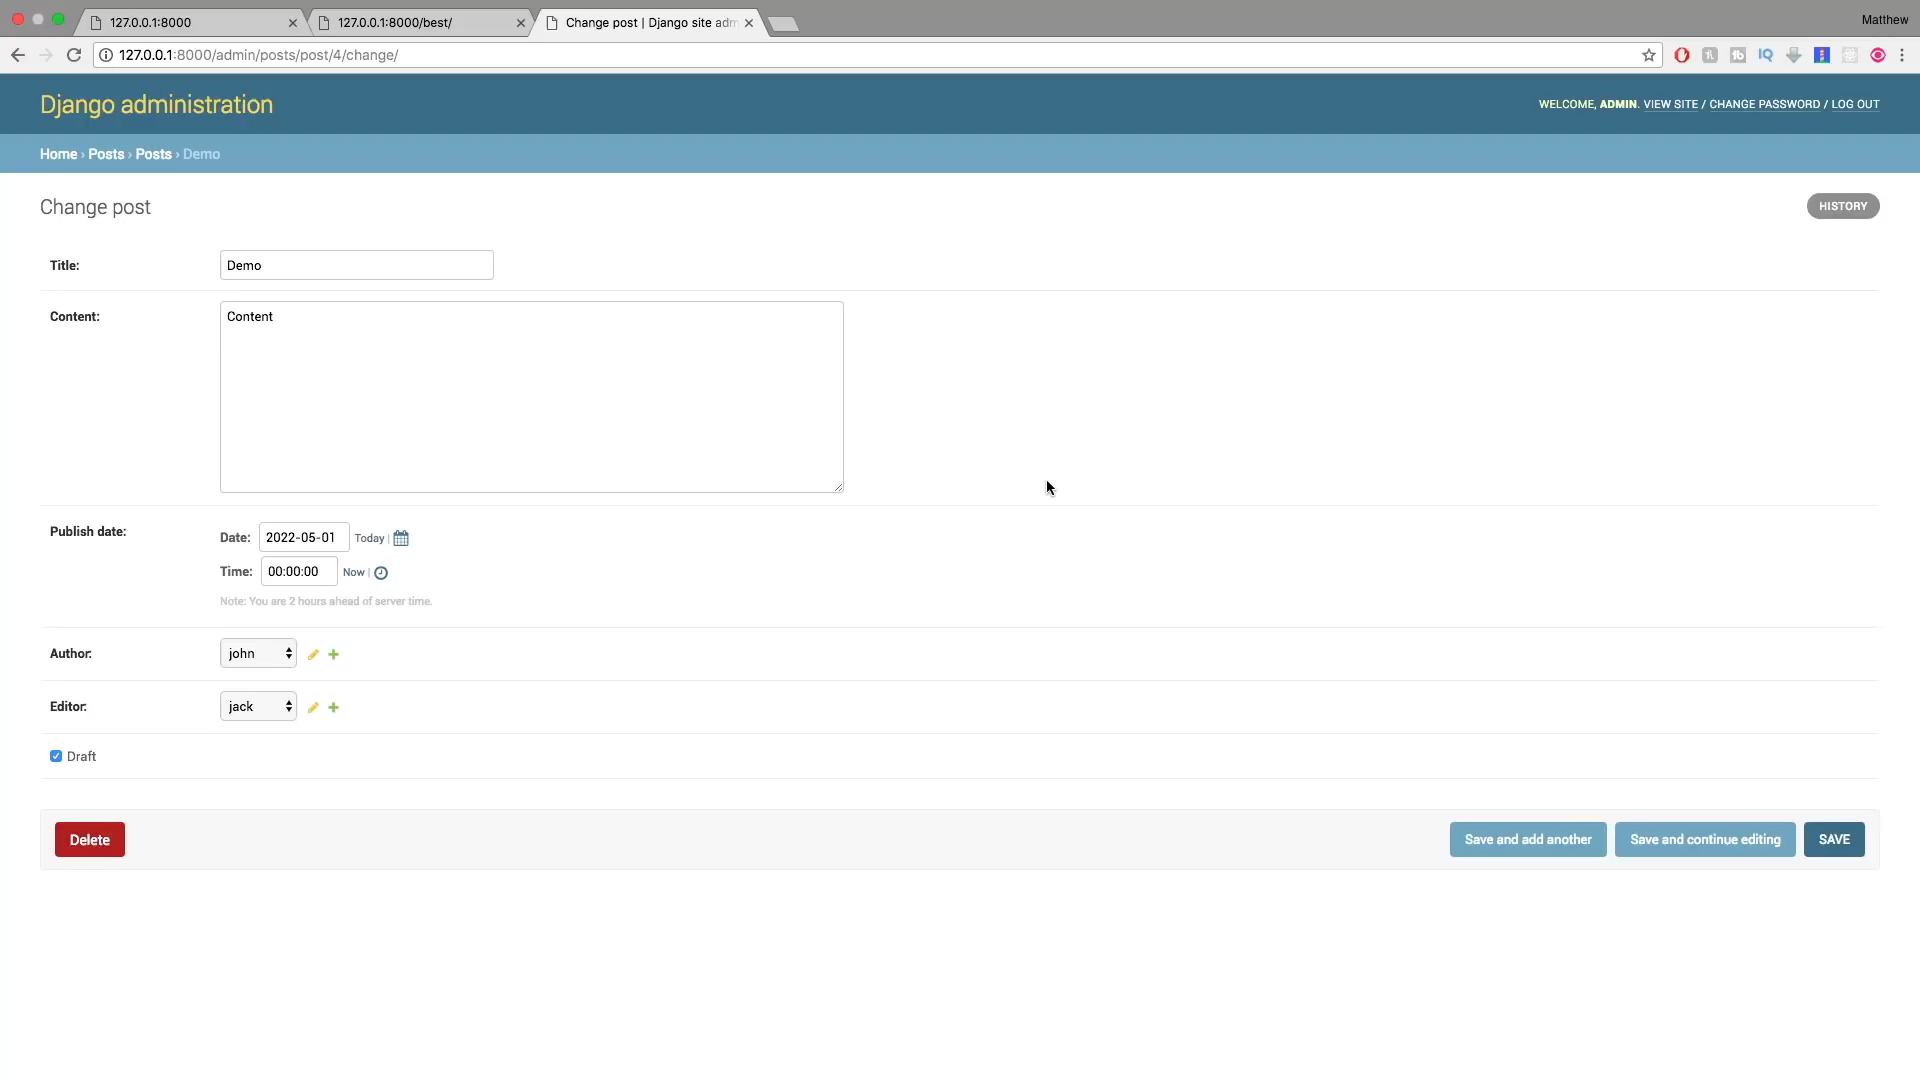 127.0.0.1:8000
127.0.0.1:8000/best/
Change post | Django site adm
Matthew
127.0.0.1:8000/admin/posts/post/4/change/
Django administration
WELCOME, ADMIN. VIEW SITE / CHANGE PASSWORD / LOG OUT
Home › Posts › Posts › Demo
Change post
HISTORY
Title:
Demo
Content:
Content
Publish date:
Date:
2022-05-01
Today |
Time:
00:00:00
Now |
Note: You are 2 hours ahead of server time.
Author:
john
Editor:
jack
Draft
Delete
Save and add another
Save and continue editing
SAVE